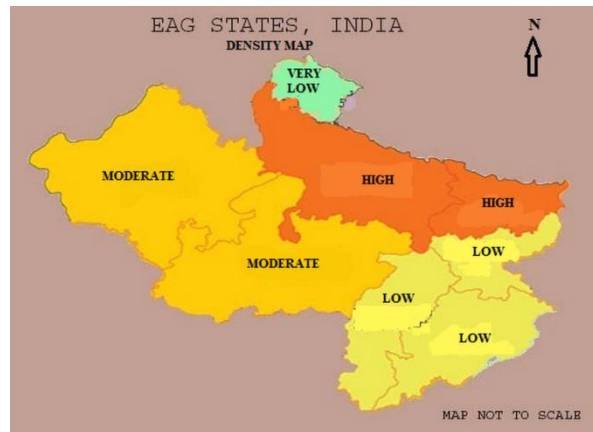 EAG STATES, INDIA
DENSITY MAP
N
VERY
LOW
MODERATE
HIGH
HIGH
LOW
MODERATE
LOW
LOW
MAP NOT TO SCALE